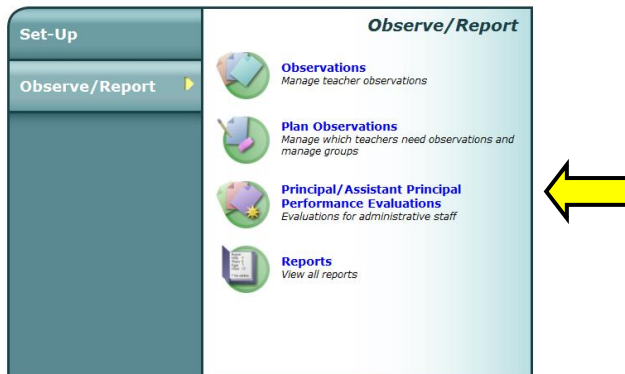 Set-Up
Observe/Report
Observe/Report
Observations
Manage teacher observations
Plan Observations
Manage which teachers need observations and
manage groups
Principal/Assistant Principal
Performance Evaluations
Evaluations for administrative staff
Reports
View all reports